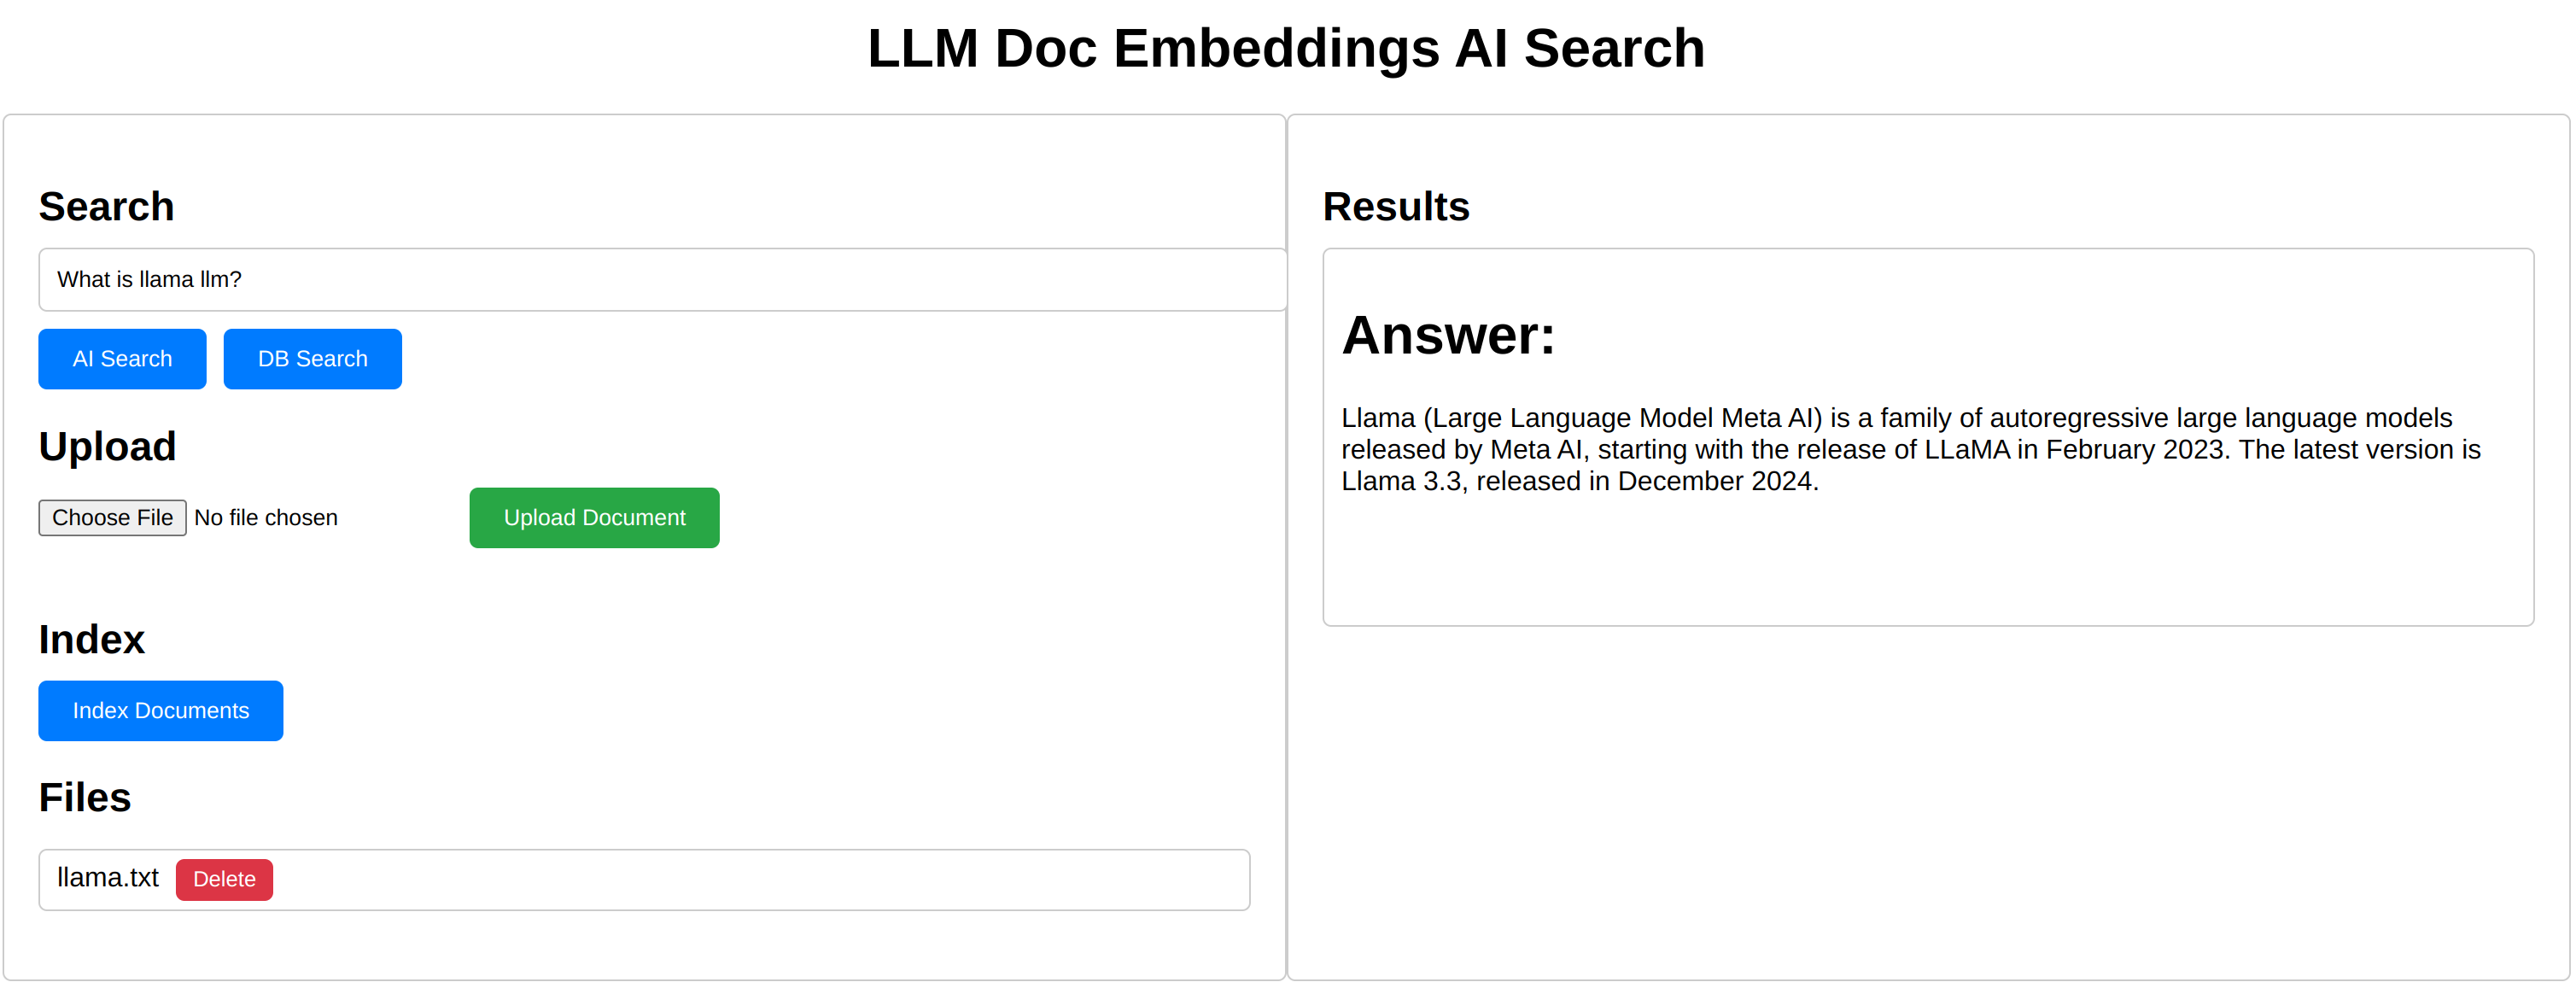 LLM Doc Embeddings AI Search
Search
What is llama llm?
AI Search DB Search
Upload
Choose File No file chosen Upload Document
Index
Index Documents
Files
llama.txt Delete
Results
Answer:
Llama (Large Language Model Meta AI) is a family of autoregressive large language models
released by Meta AI, starting with the release of LLaMA in February 2023. The latest version is
Llama 3.3, released in December 2024.